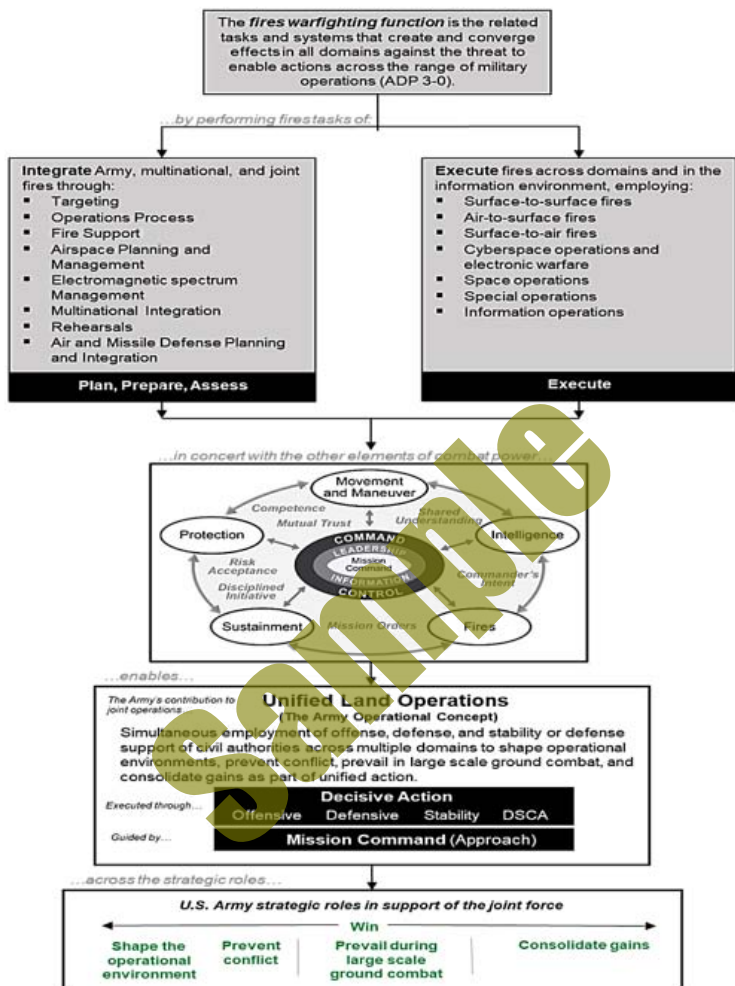 The fires warfighting function is the related
tasks and systems that create and converge
effects in all domains against the threat to
enable actions across the range of military
operations (ADP 3-0).
...by performing fires tasks of:
Integrate Army, multinational, and joint
fires through:
▪ Targeting
▪ Operations Process
▪ Fire Support
▪ Airspace Planning and
Management
▪ Electromagnetic spectrum
Management
▪ Multinational Integration
▪ Rehearsals
▪ Air and Missile Defense Planning
and Integration
Plan, Prepare, Assess
Execute fires across domains and in the
information environment, employing:
▪ Surface-to-surface fires
▪ Air-to-surface fires
▪ Surface-to-air fires
▪ Cyberspace operations and
electronic warfare
▪ Space operations
▪ Special operations
▪ Information operations
Execute
...in concert with the other elements of combat power...
Movement
and Maneuver
Competence
Mutual Trust
Shared
Understanding
Protection
Intelligence
COMMAND
LEADERSHIP
Mission
Command
INFORMATION
CONTROL
Risk
Acceptance
Disciplined
Initiative
Commander's
Intent
Sustainment
Mission Orders
Fires
...enables...
The Army's contribution to
joint operations
Unified Land Operations
(The Army Operational Concept)
Simultaneous employment of offense, defense, and stability or defense
support of civil authorities across multiple domains to shape operational
environments, prevent conflict, prevail in large scale ground combat, and
consolidate gains as part of unified action.
Executed through...
Decisive Action
Offensive Defensive Stability DSCA
Guided by...
Mission Command (Approach)
...across the strategic roles...
U.S. Army strategic roles in support of the joint force
Win
Shape the
operational
environment
Prevent
conflict
Prevail during
large scale
ground combat
Consolidate gains
Sample